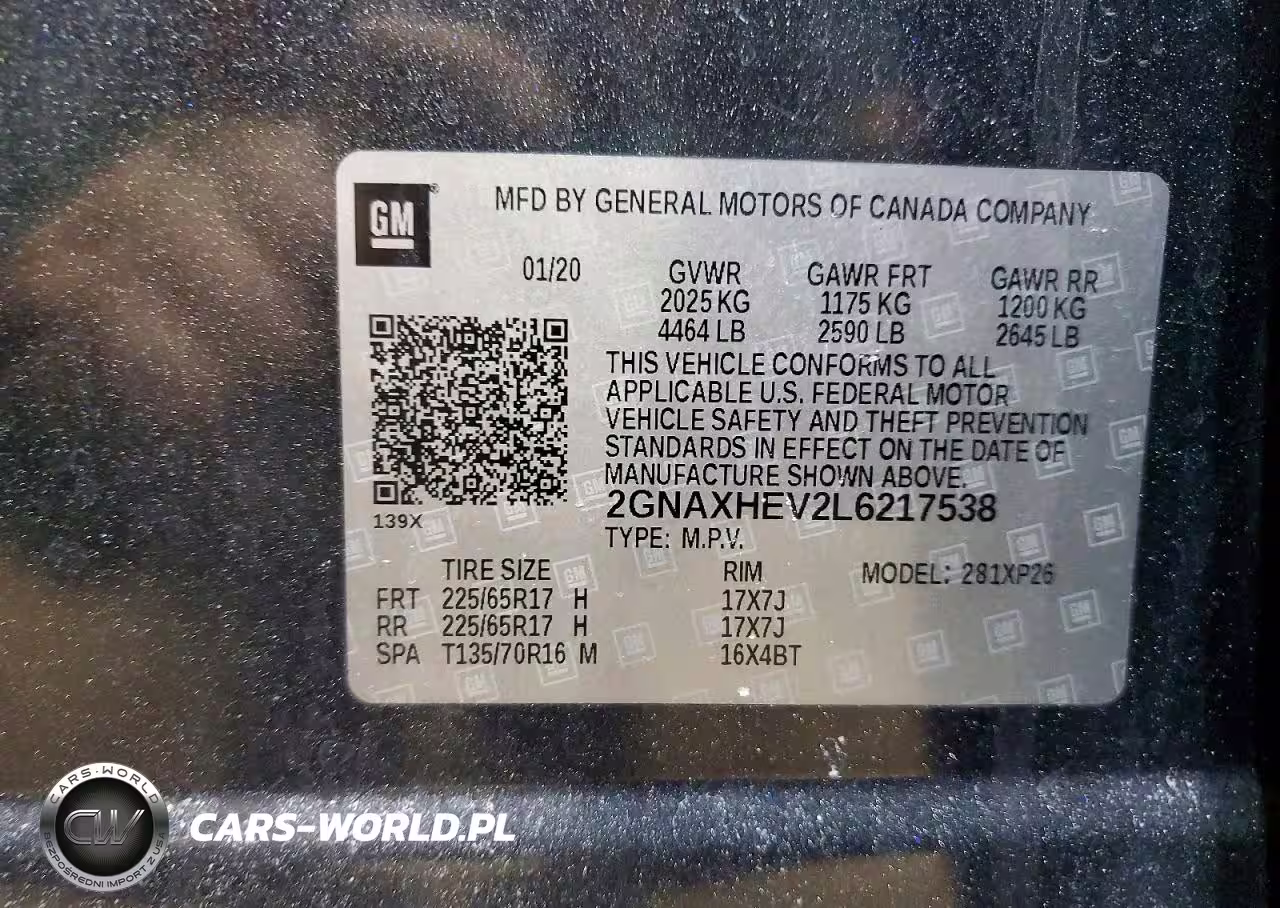 GM®
MFD BY GENERAL MOTORS OF CANADA COMPANY
01/20 GVWR GAWR FRT GAWR RR
2025 KG 1175 KG 1200 KG
4464 LB 2590 LB 2645 LB
THIS VEHICLE CONFORMS TO ALL
APPLICABLE U.S. FEDERAL MOTOR
VEHICLE SAFETY AND THEFT PREVENTION
STANDARDS IN EFFECT ON THE DATE OF
MANUFACTURE SHOWN ABOVE.
139X
2GNAXHEV2L6217538
TYPE: M.P.V.
TIRE SIZE RIM MODEL: 281XP26
FRT 225/65R17 H 17X7J
RR 225/65R17 H 17X7J
SPA T135/70R16 M 16X4BT
CARS-WORLD
CW
BEZPOŚREDNI IMPORT Z USA
CARS-WORLD.PL